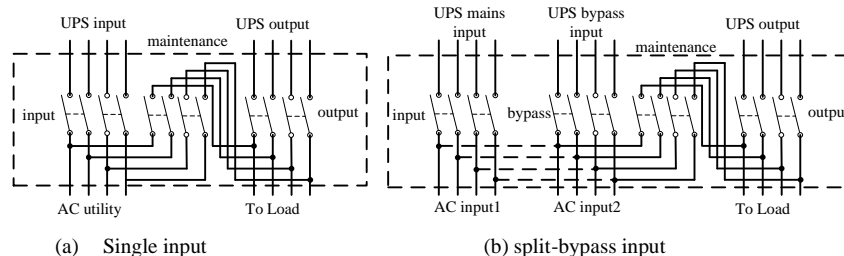 UPS input
UPS output
maintenance
input
output
AC utility
To Load
(a) Single input
UPS mains
input
UPS bypass
input
UPS output
maintenance
input
bypass
output
AC input1
AC input2
To Load
(b) split-bypass input